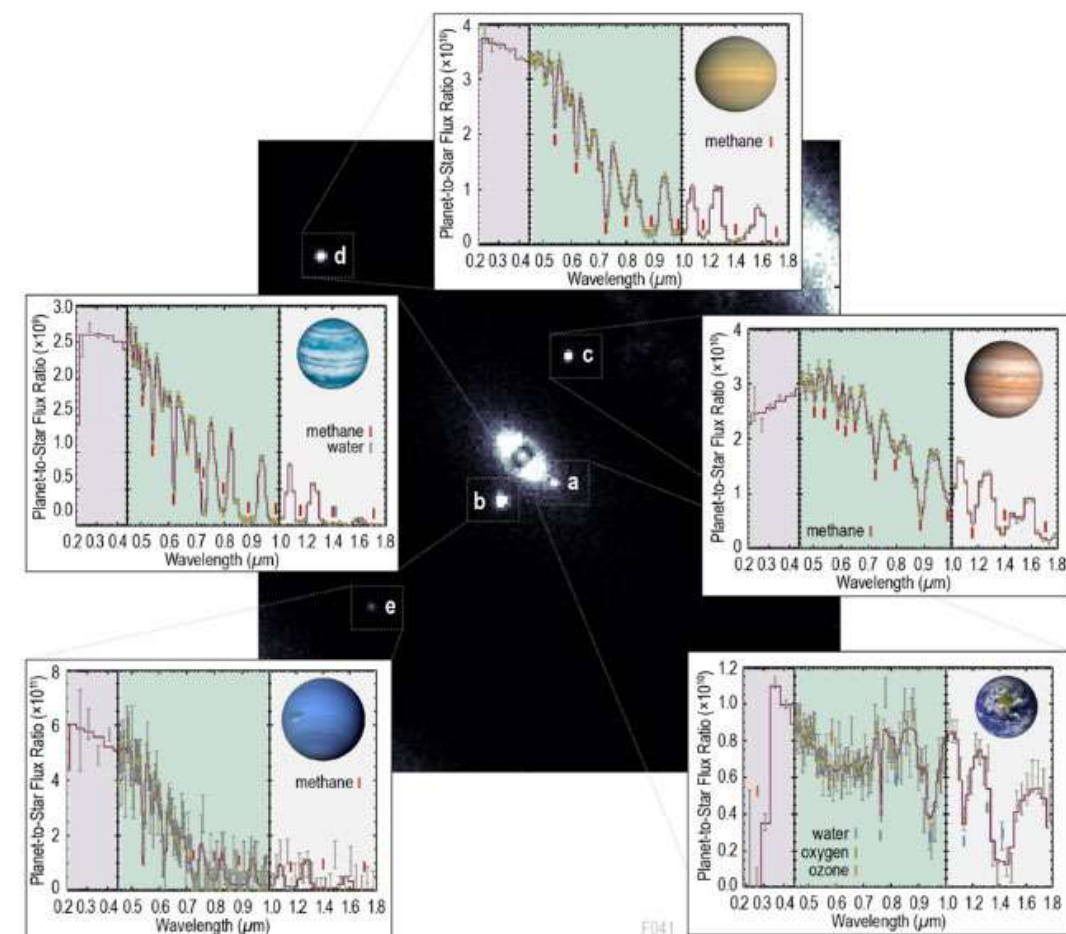 Planet-to-Star Flux Ratio (×10¹⁰)
4
3
2
1
0
methane
0.2 0.3 0.4 0.5 0.6 0.7 0.8 0.9 1.0 1.2 1.4 1.6 1.8
Wavelength (µm)
d
Planet-to-Star Flux Ratio (×10⁹)
3.0
2.5
2.0
1.5
1.0
0.5
0.0
methane
water
0.2 0.3 0.4 0.5 0.6 0.7 0.8 0.9 1.0 1.2 1.4 1.6 1.8
Wavelength (µm)
c
Planet-to-Star Flux Ratio (×10¹⁰)
4
3
2
1
0
methane
0.2 0.3 0.4 0.5 0.6 0.7 0.8 0.9 1.0 1.2 1.4 1.6 1.8
Wavelength (µm)
a
b
e
Planet-to-Star Flux Ratio (×10¹¹)
8
6
4
2
0
methane
0.2 0.3 0.4 0.5 0.6 0.7 0.8 0.9 1.0 1.2 1.4 1.6 1.8
Wavelength (µm)
Planet-to-Star Flux Ratio (×10¹⁰)
1.2
1.0
0.8
0.6
0.4
0.2
0.0
water
oxygen
ozone
0.2 0.3 0.4 0.5 0.6 0.7 0.8 0.9 1.0 1.2 1.4 1.6 1.8
Wavelength (µm)
F041